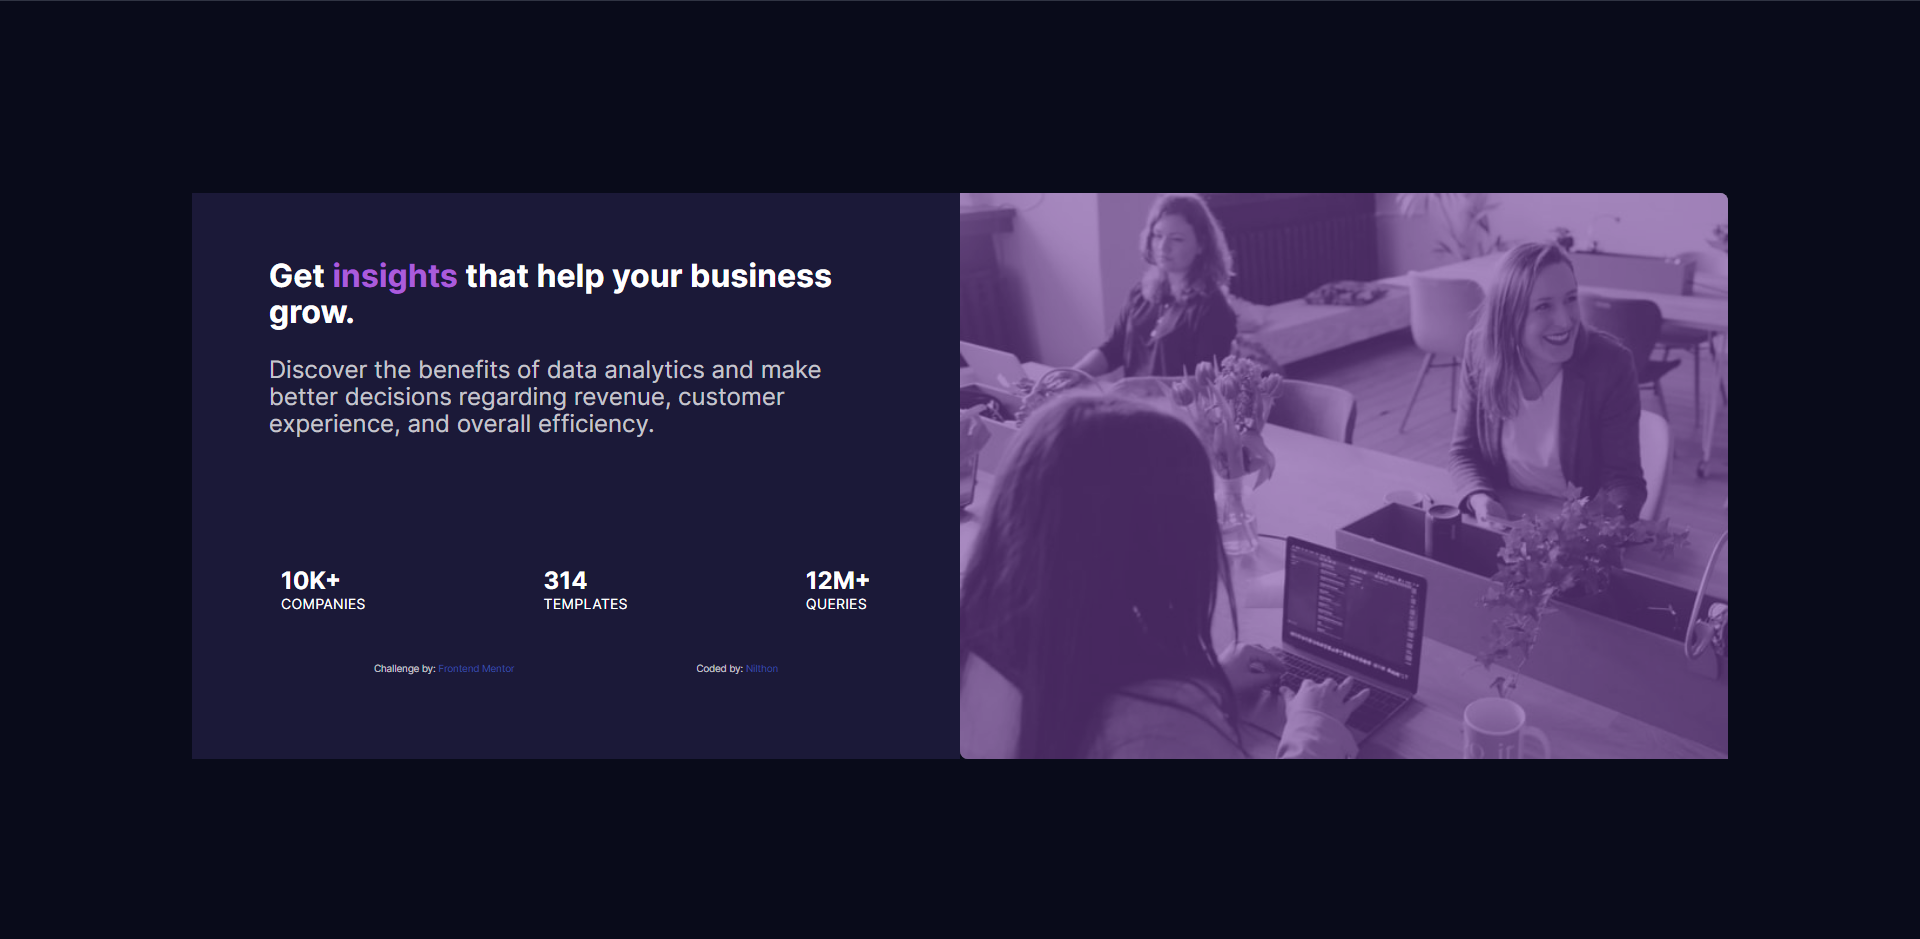 Get insights that help your business
grow.
Discover the benefits of data analytics and make
better decisions regarding revenue, customer
experience, and overall efficiency.
10K+
COMPANIES
314
TEMPLATES
12M+
QUERIES
Challenge by: Frontend Mentor
Coded by: Nilthon